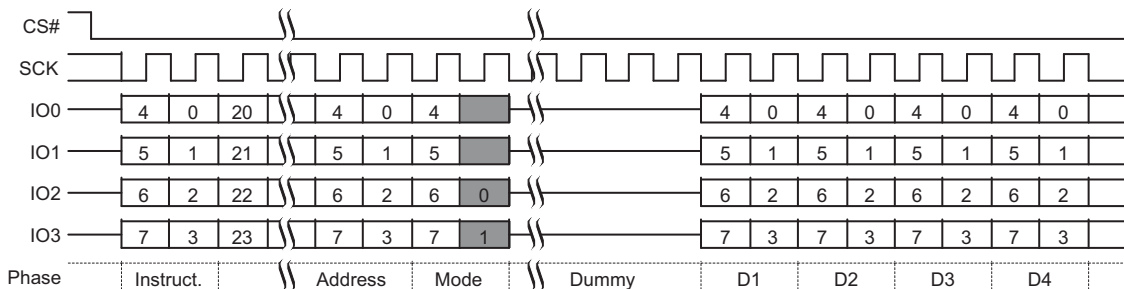 CS#
SCK
IO0 4 0 20 4 0 4 4 0 4 0 4 0 4 0
IO1 5 1 21 5 1 5 5 1 5 1 5 1 5 1
IO2 6 2 22 6 2 6 0 6 2 6 2 6 2 6 2
IO3 7 3 23 7 3 7 1 7 3 7 3 7 3 7 3
Phase Instruct. Address Mode Dummy D1 D2 D3 D4